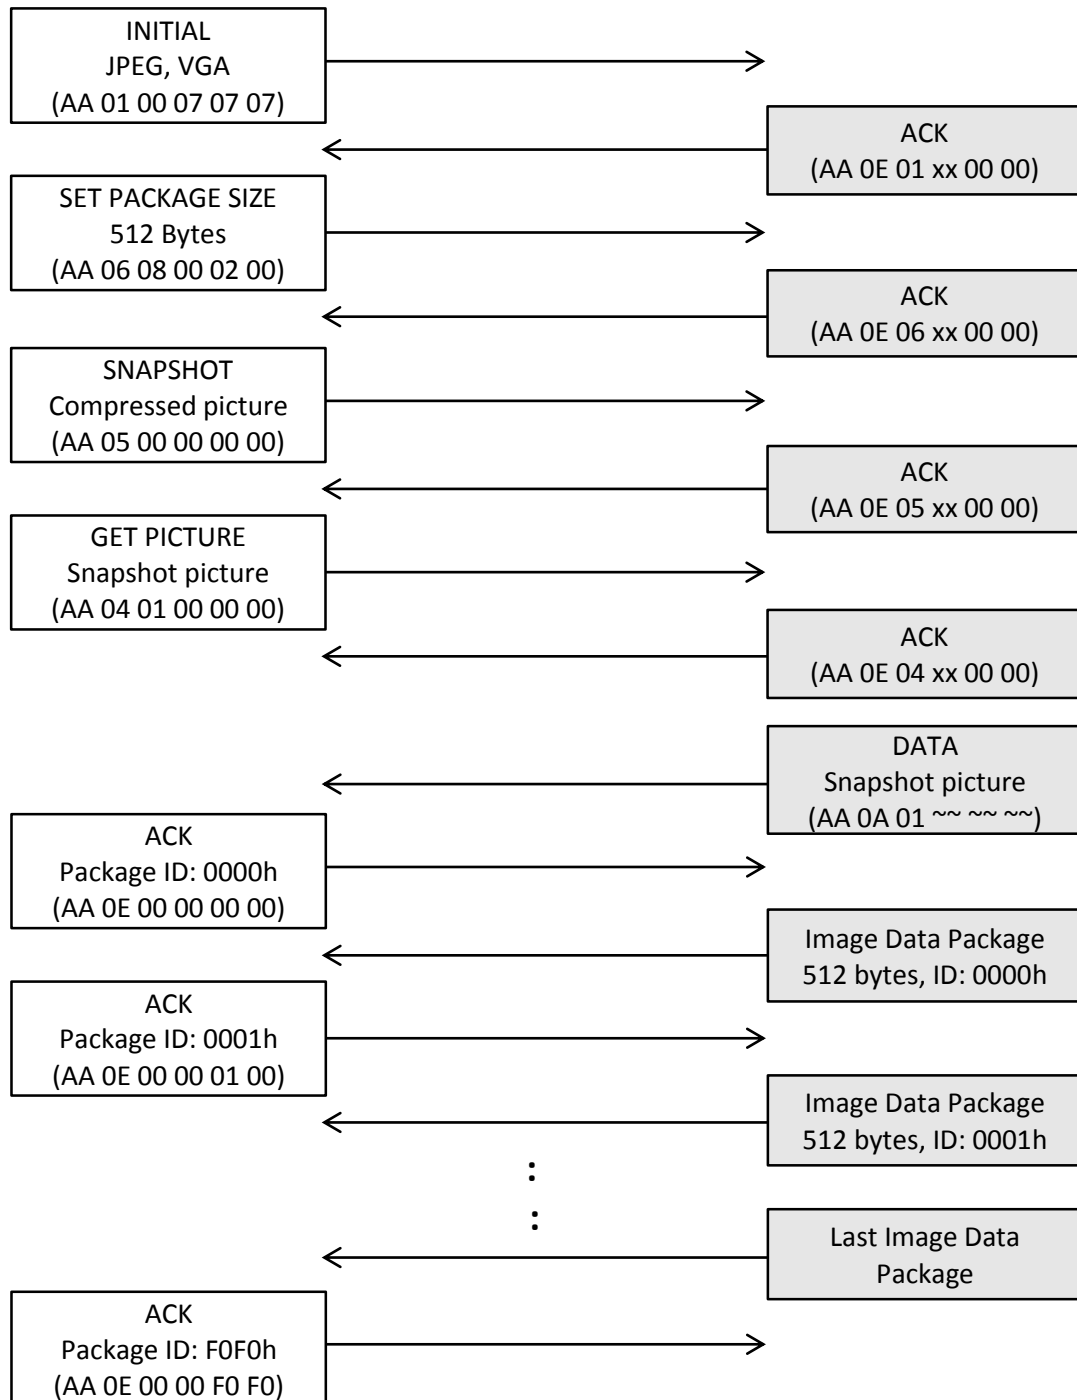 INITIAL
JPEG, VGA
(AA 01 00 07 07 07)
ACK
(AA 0E 01 xx 00 00)
SET PACKAGE SIZE
512 Bytes
(AA 06 08 00 02 00)
ACK
(AA 0E 06 xx 00 00)
SNAPSHOT
Compressed picture
(AA 05 00 00 00 00)
ACK
(AA 0E 05 xx 00 00)
GET PICTURE
Snapshot picture
(AA 04 01 00 00 00)
ACK
(AA 0E 04 xx 00 00)
DATA
Snapshot picture
(AA 0A 01 ~~ ~~ ~~)
ACK
Package ID: 0000h
(AA 0E 00 00 00 00)
Image Data Package
512 bytes, ID: 0000h
ACK
Package ID: 0001h
(AA 0E 00 00 01 00)
Image Data Package
512 bytes, ID: 0001h
:
:
Last Image Data
Package
ACK
Package ID: F0F0h
(AA 0E 00 00 F0 F0)